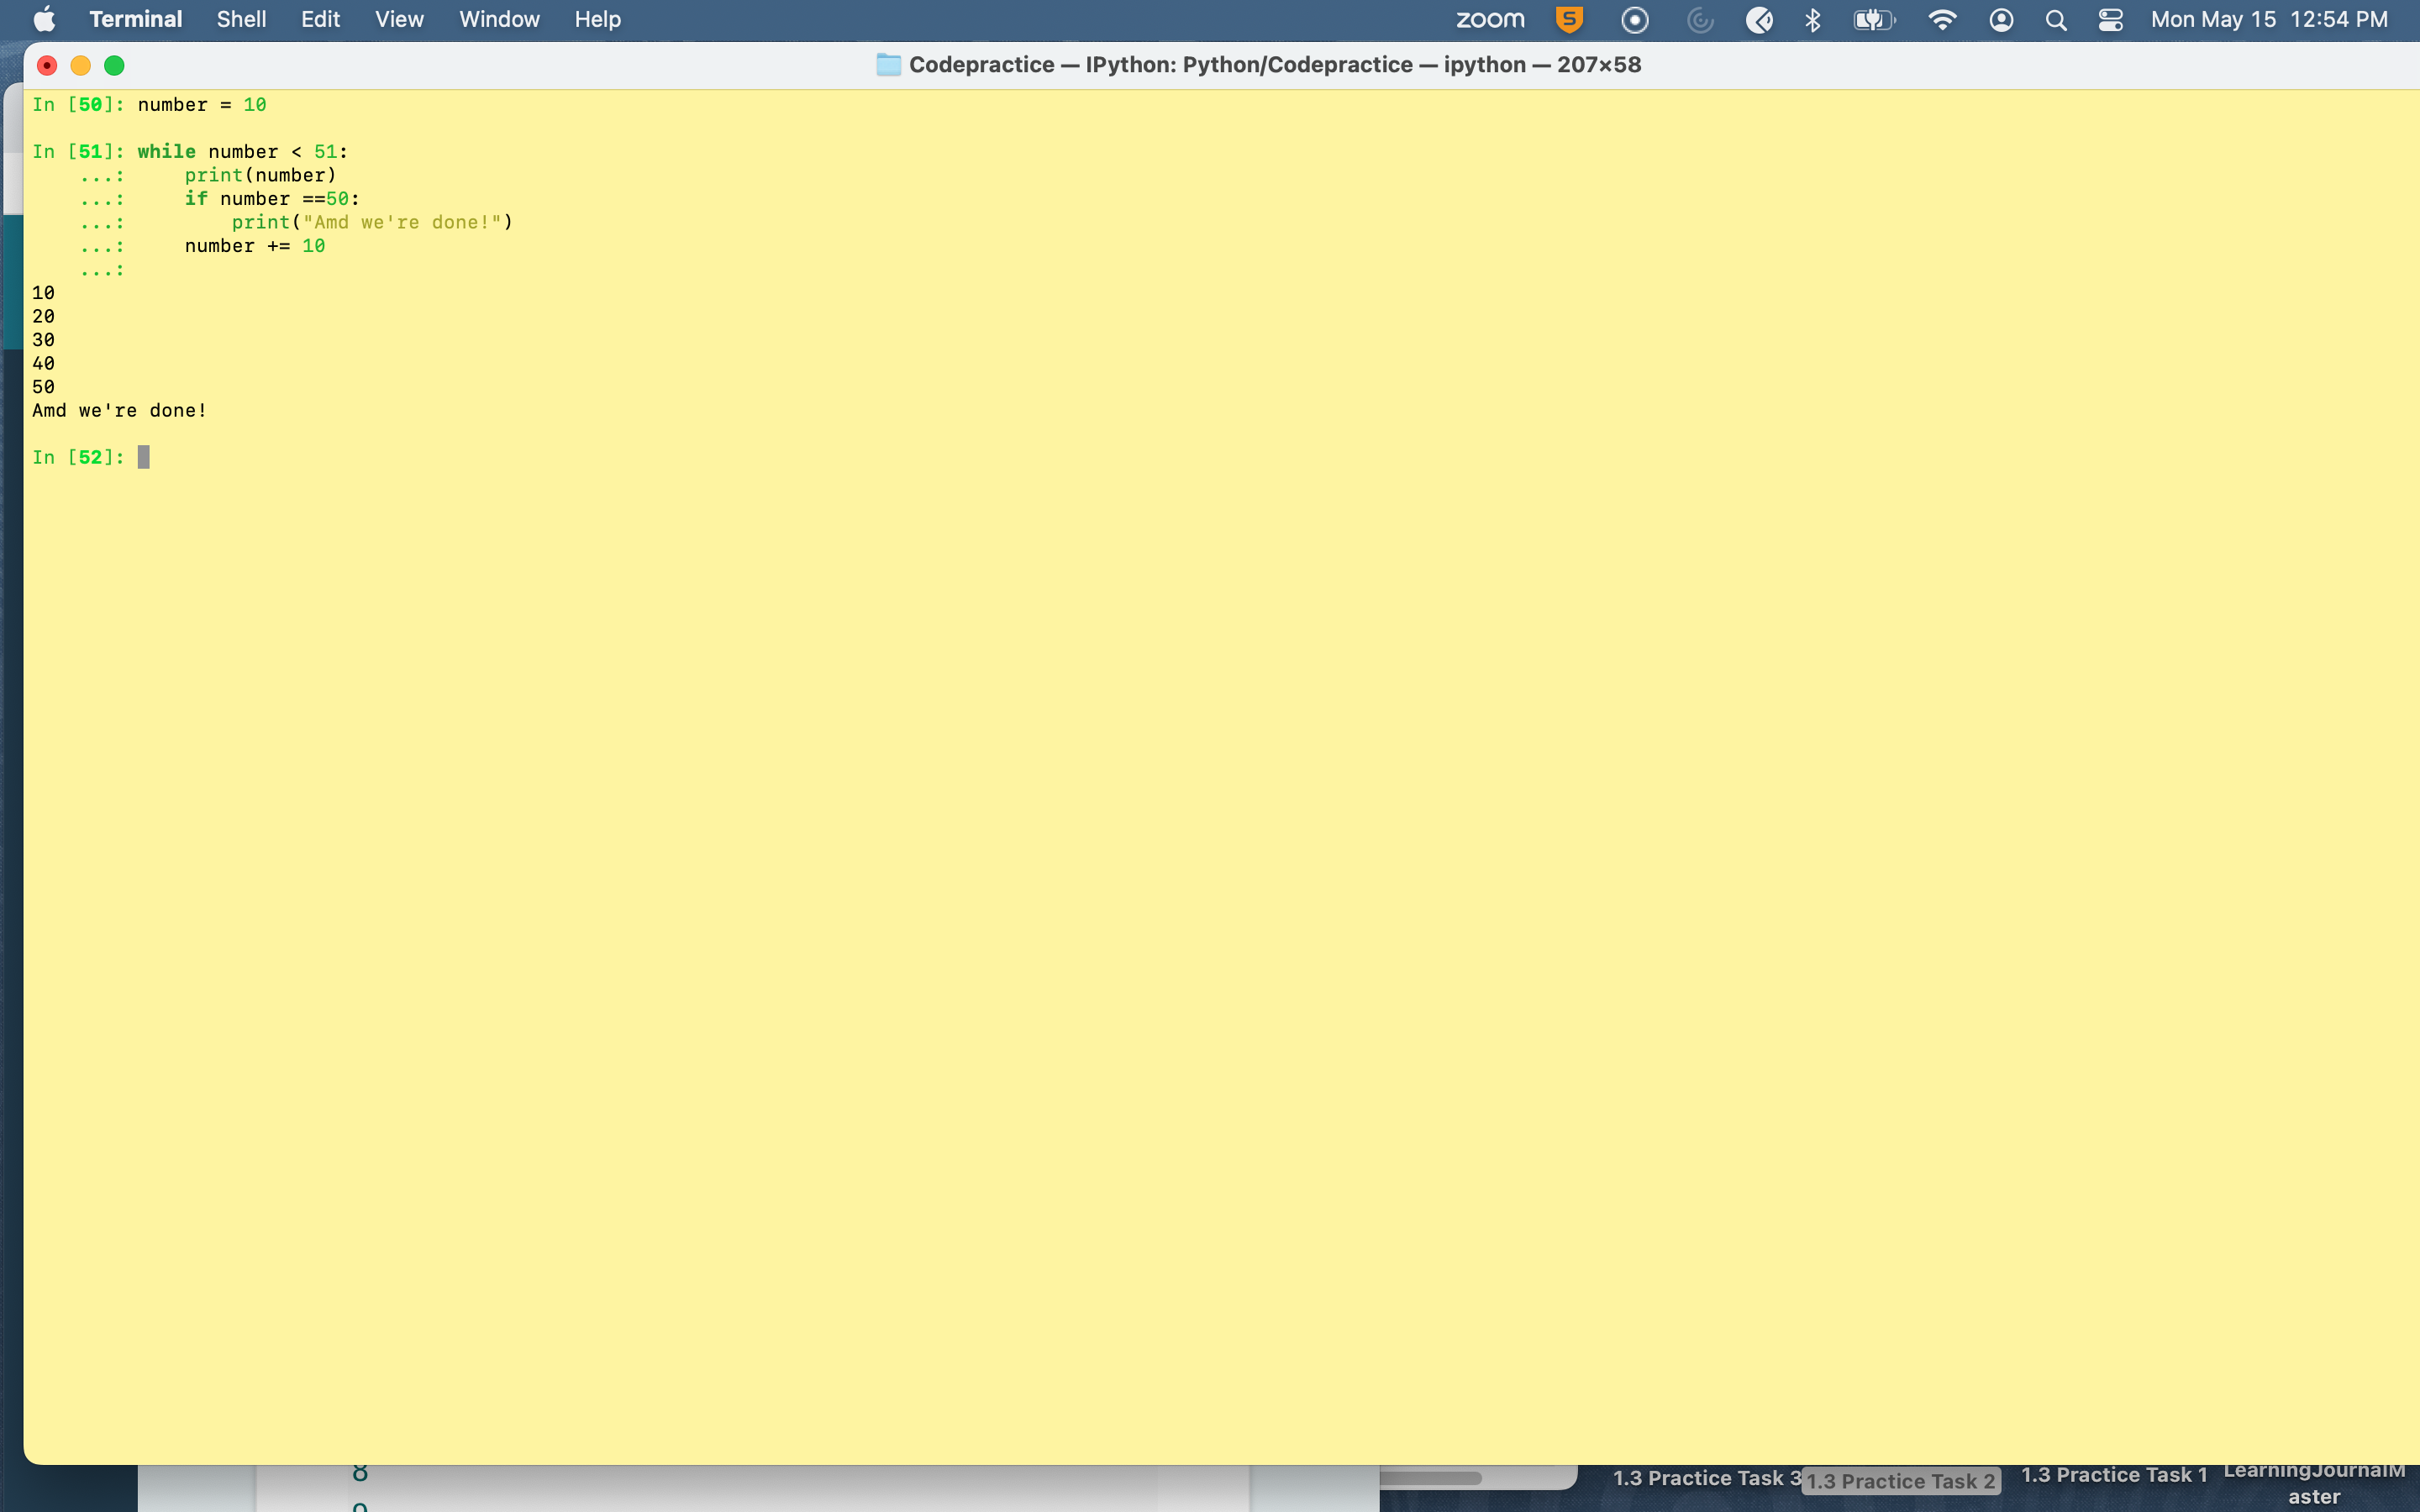 Terminal Shell Edit View Window Help zoom S Mon May 15 12:54 PM
Codepractice — IPython: Python/Codepractice — ipython — 207×58
In [50]: number = 10
In [51]: while number < 51:
...: print(number)
...: if number ==50:
...: print("Amd we're done!")
...: number += 10
...:
10
20
30
40
50
Amd we're done!
In [52]:
8
9
1.3 Practice Task 3 1.3 Practice Task 2 1.3 Practice Task 1 LearningJournalM
aster